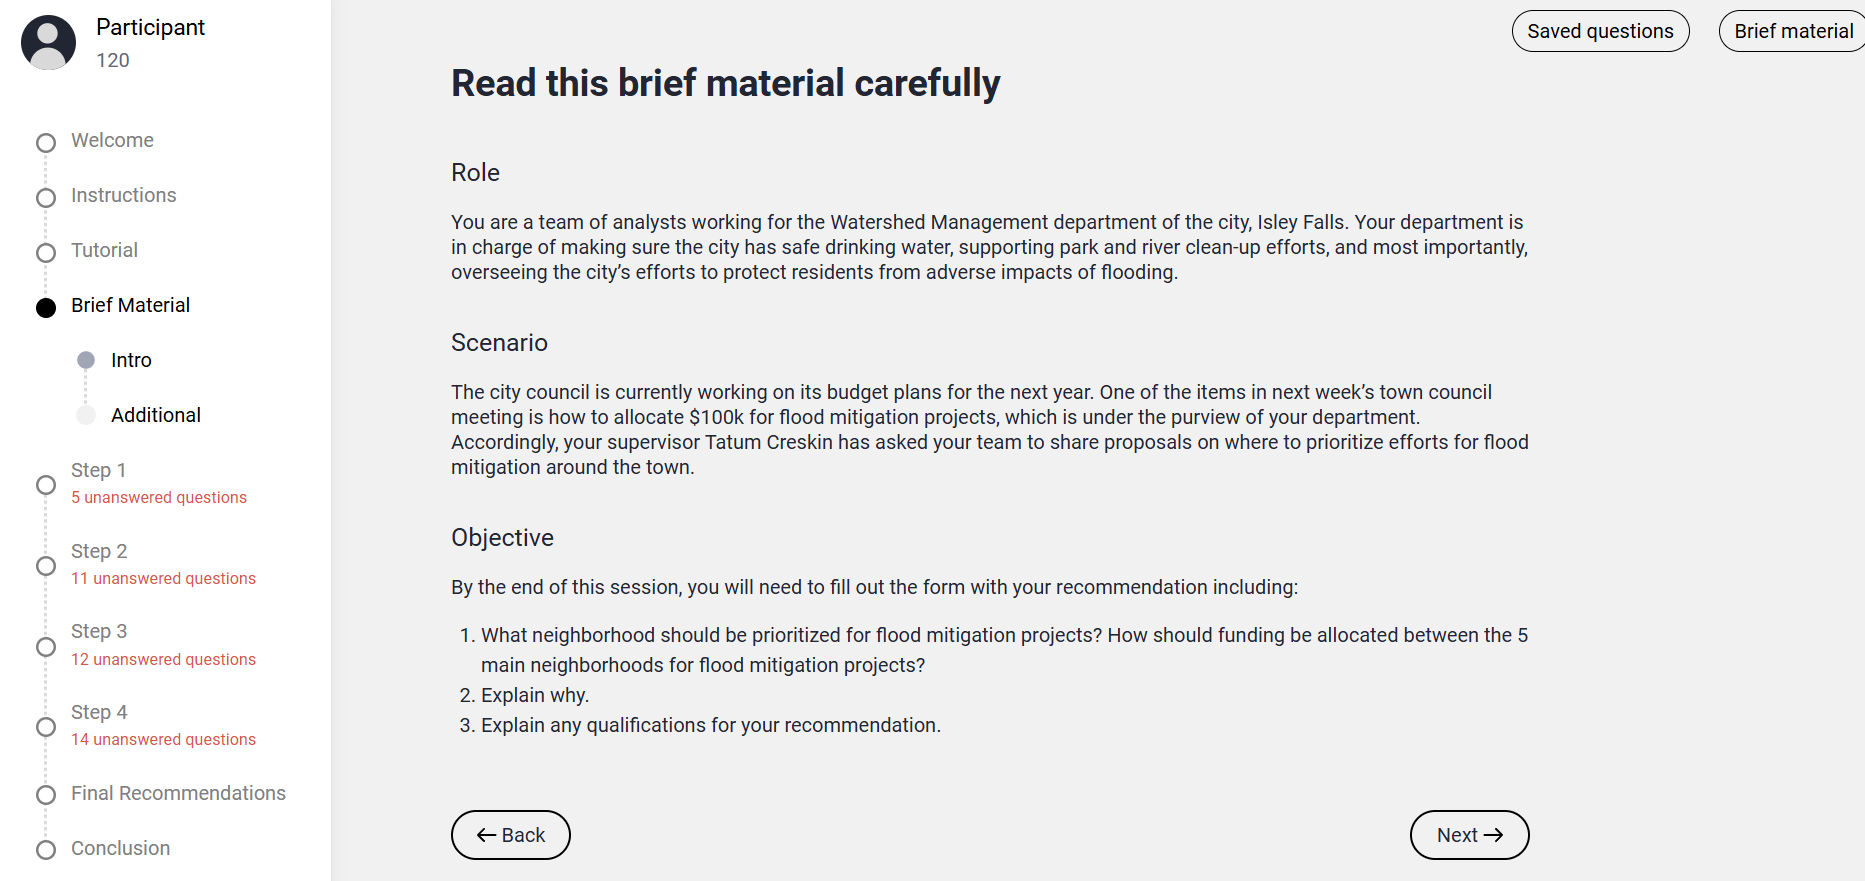 Participant
120
Welcome
Instructions
Tutorial
Brief Material
Intro
Additional
Step 1
5 unanswered questions
Step 2
11 unanswered questions
Step 3
12 unanswered questions
Step 4
14 unanswered questions
Final Recommendations
Conclusion
Saved questions
Brief material
Read this brief material carefully
Role
You are a team of analysts working for the Watershed Management department of the city, Isley Falls. Your department is
in charge of making sure the city has safe drinking water, supporting park and river clean-up efforts, and most importantly,
overseeing the city’s efforts to protect residents from adverse impacts of flooding.
Scenario
The city council is currently working on its budget plans for the next year. One of the items in next week’s town council
meeting is how to allocate $100k for flood mitigation projects, which is under the purview of your department.
Accordingly, your supervisor Tatum Creskin has asked your team to share proposals on where to prioritize efforts for flood
mitigation around the town.
Objective
By the end of this session, you will need to fill out the form with your recommendation including:
1. What neighborhood should be prioritized for flood mitigation projects? How should funding be allocated between the 5
main neighborhoods for flood mitigation projects?
2. Explain why.
3. Explain any qualifications for your recommendation.
← Back
Next →